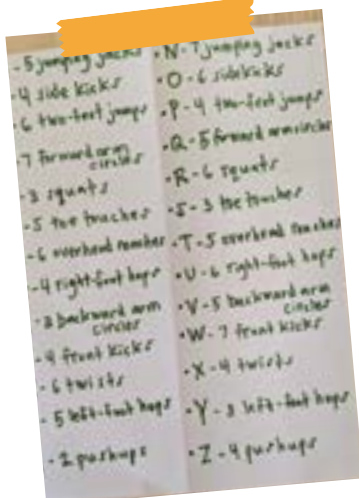 - 5 jumping jacks
- 4 side kicks
- 6 two-feet jumps
- 7 forward arm
circles
- 3 squats
- 5 toe touches
- 6 overhead reaches
- 4 right-foot hops
- 3 backward arm
circles
- 4 front kicks
- 6 twists
- 5 left-foot hops
- 2 pushups
• N - 7 jumping jacks
• O - 6 sidekicks
• P - 4 two-feet jumps
• Q - 5 forward arm circles
• R - 6 squats
• S - 3 toe touches
• T - 5 overhead reaches
• U - 6 right-foot hops
• V - 5 backward arm
circles
• W - 7 front kicks
• X - 4 twists
• Y - 3 left-foot hops
• Z - 4 pushups